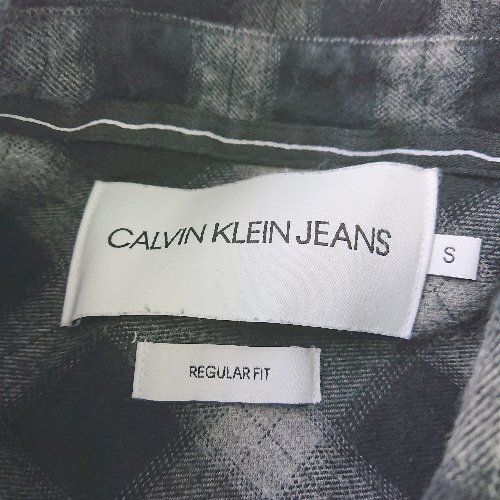 CALVIN KLEIN JEANS
S
REGULAR FIT